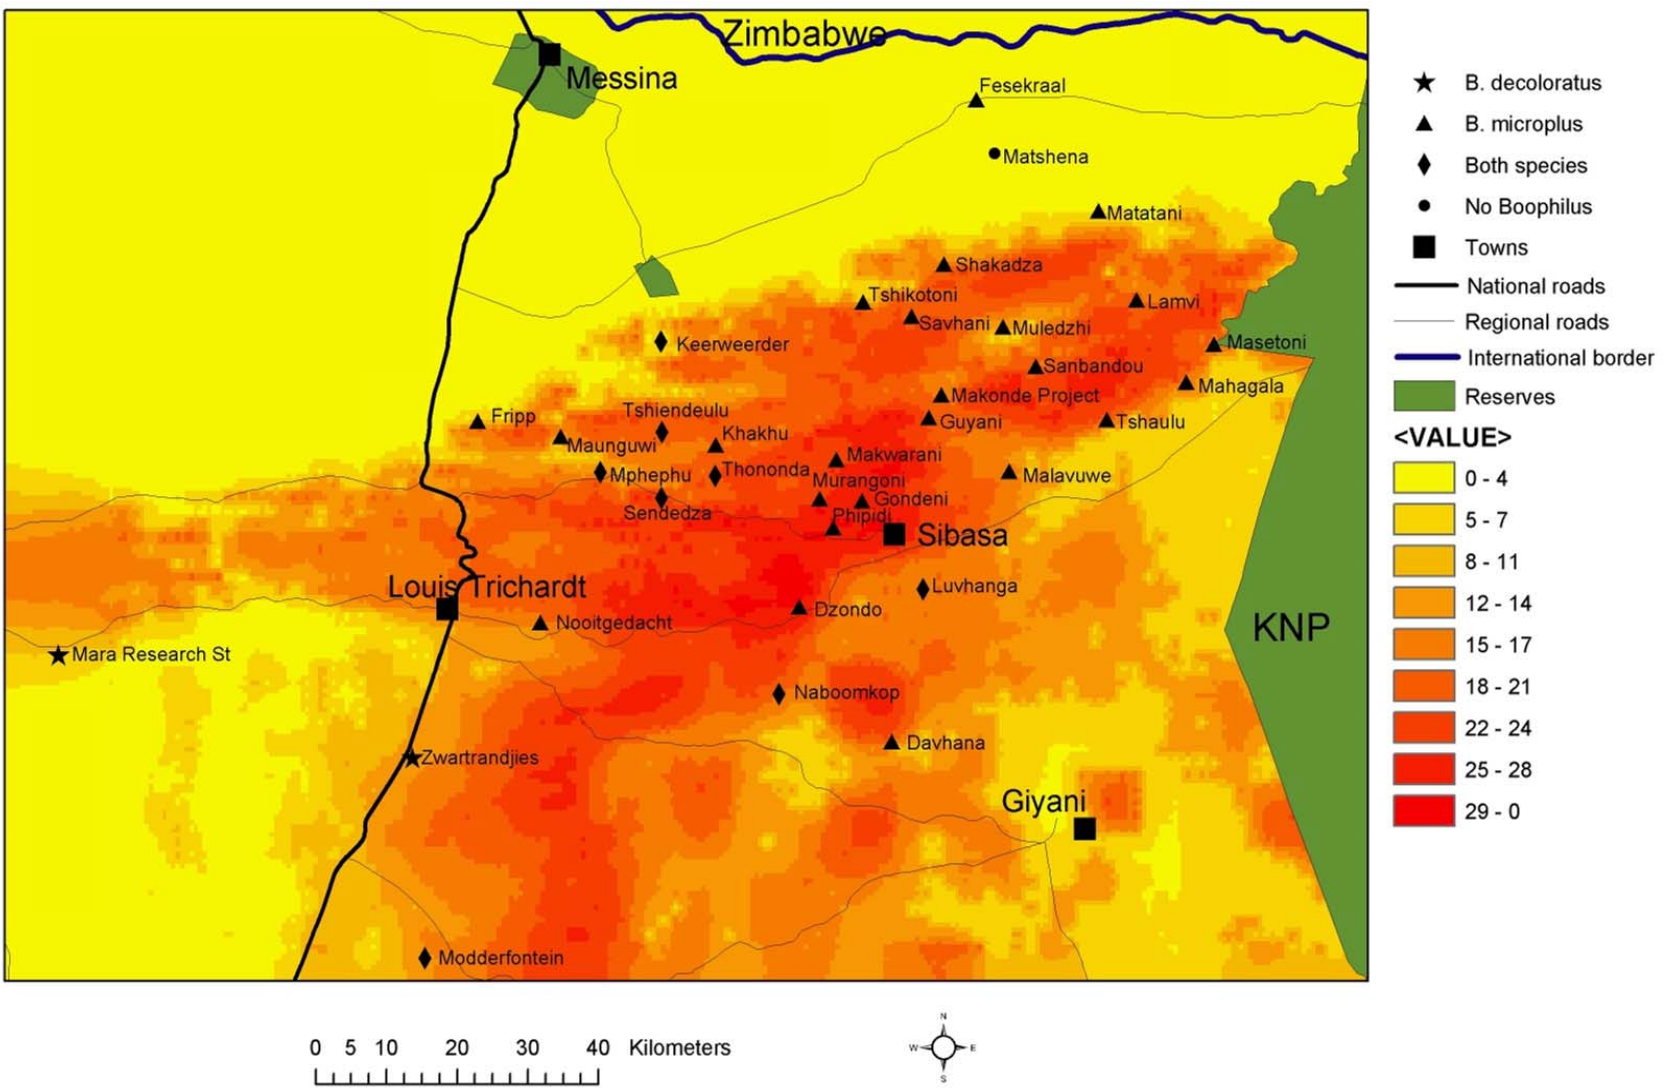 Zimbabwe
Messina
Fesekraal
Matshena
Matatani
Shakadza
Tshikotoni
Lamvi
Savhani
Muledzhi
Keerweerder
Masetoni
Sanbandou
Mahagala
Makonde Project
Tshiendeulu
Fripp
Guyani
Tshaulu
Khakhu
Maunguwi
Makwarani
Mphephu
Thononda
Malavuwe
Murangoni
Gondeni
Sendedza
Phipidi
Sibasa
Louis Trichardt
Luvhanga
Dzondo
Nooitgedacht
KNP
Mara Research St
Naboomkop
Davhana
Zwartrandjies
Giyani
Modderfontein
B. decoloratus
B. microplus
Both species
No Boophilus
Towns
National roads
Regional roads
International border
Reserves
<VALUE>
0 - 4
5 - 7
8 - 11
12 - 14
15 - 17
18 - 21
22 - 24
25 - 28
29 - 0
0 5 10 20 30 40 Kilometers
N
W E
S